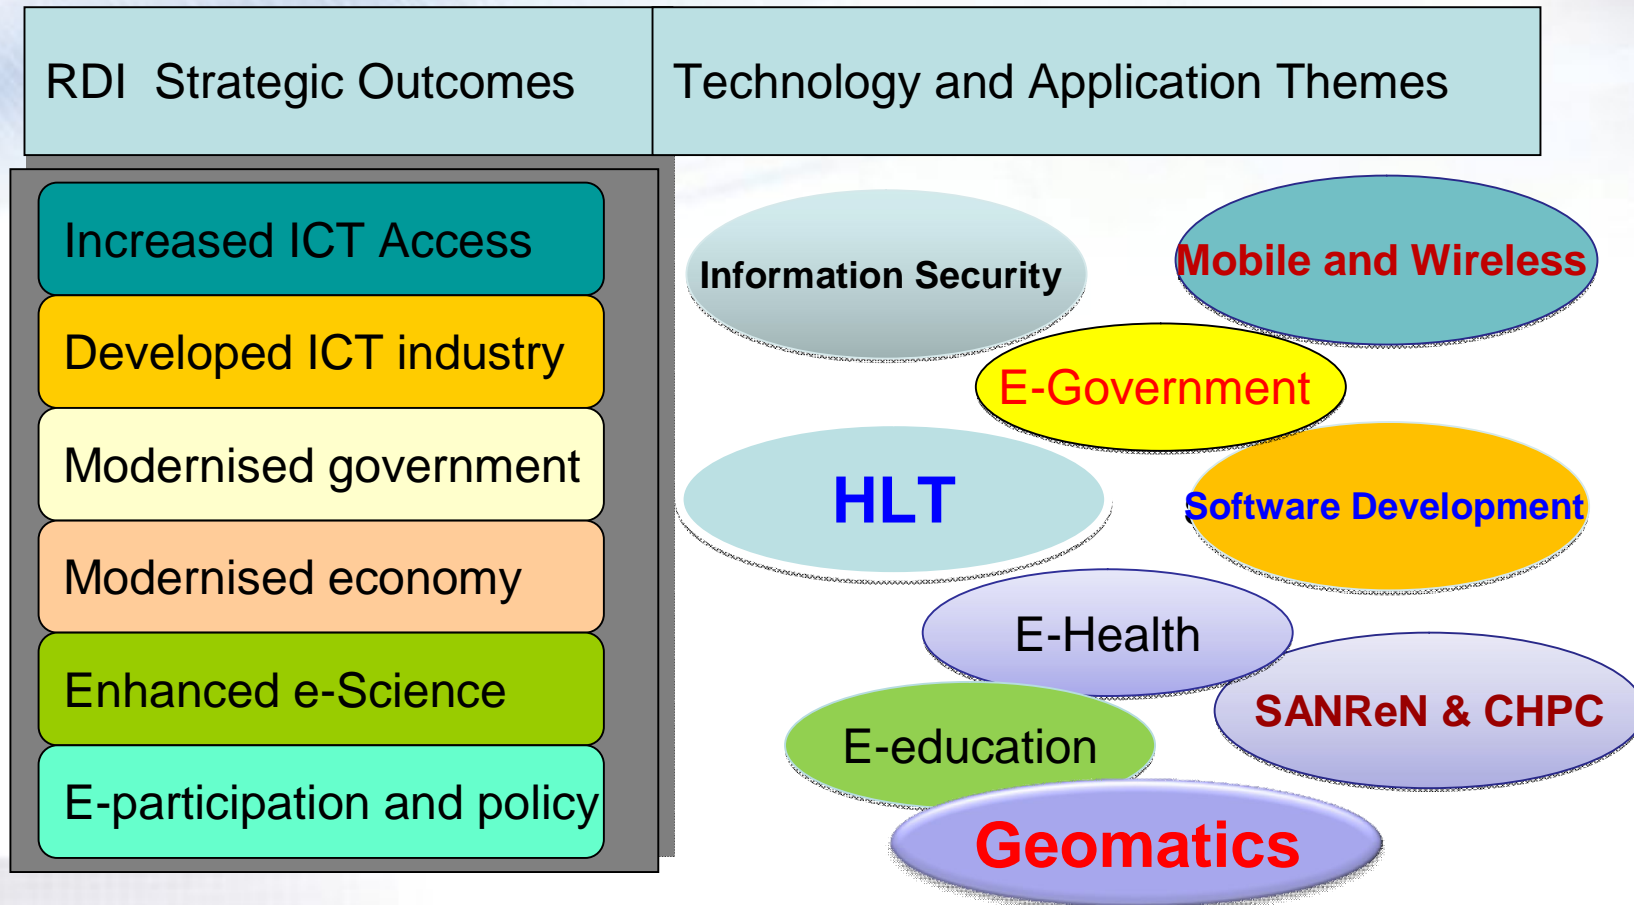 RDI Strategic Outcomes
Technology and Application Themes
Increased ICT Access
Developed ICT industry
Modernised government
Modernised economy
Enhanced e-Science
E-participation and policy
Information Security
Mobile and Wireless
E-Government
HLT
Software Development
E-Health
SANReN & CHPC
E-education
Geomatics